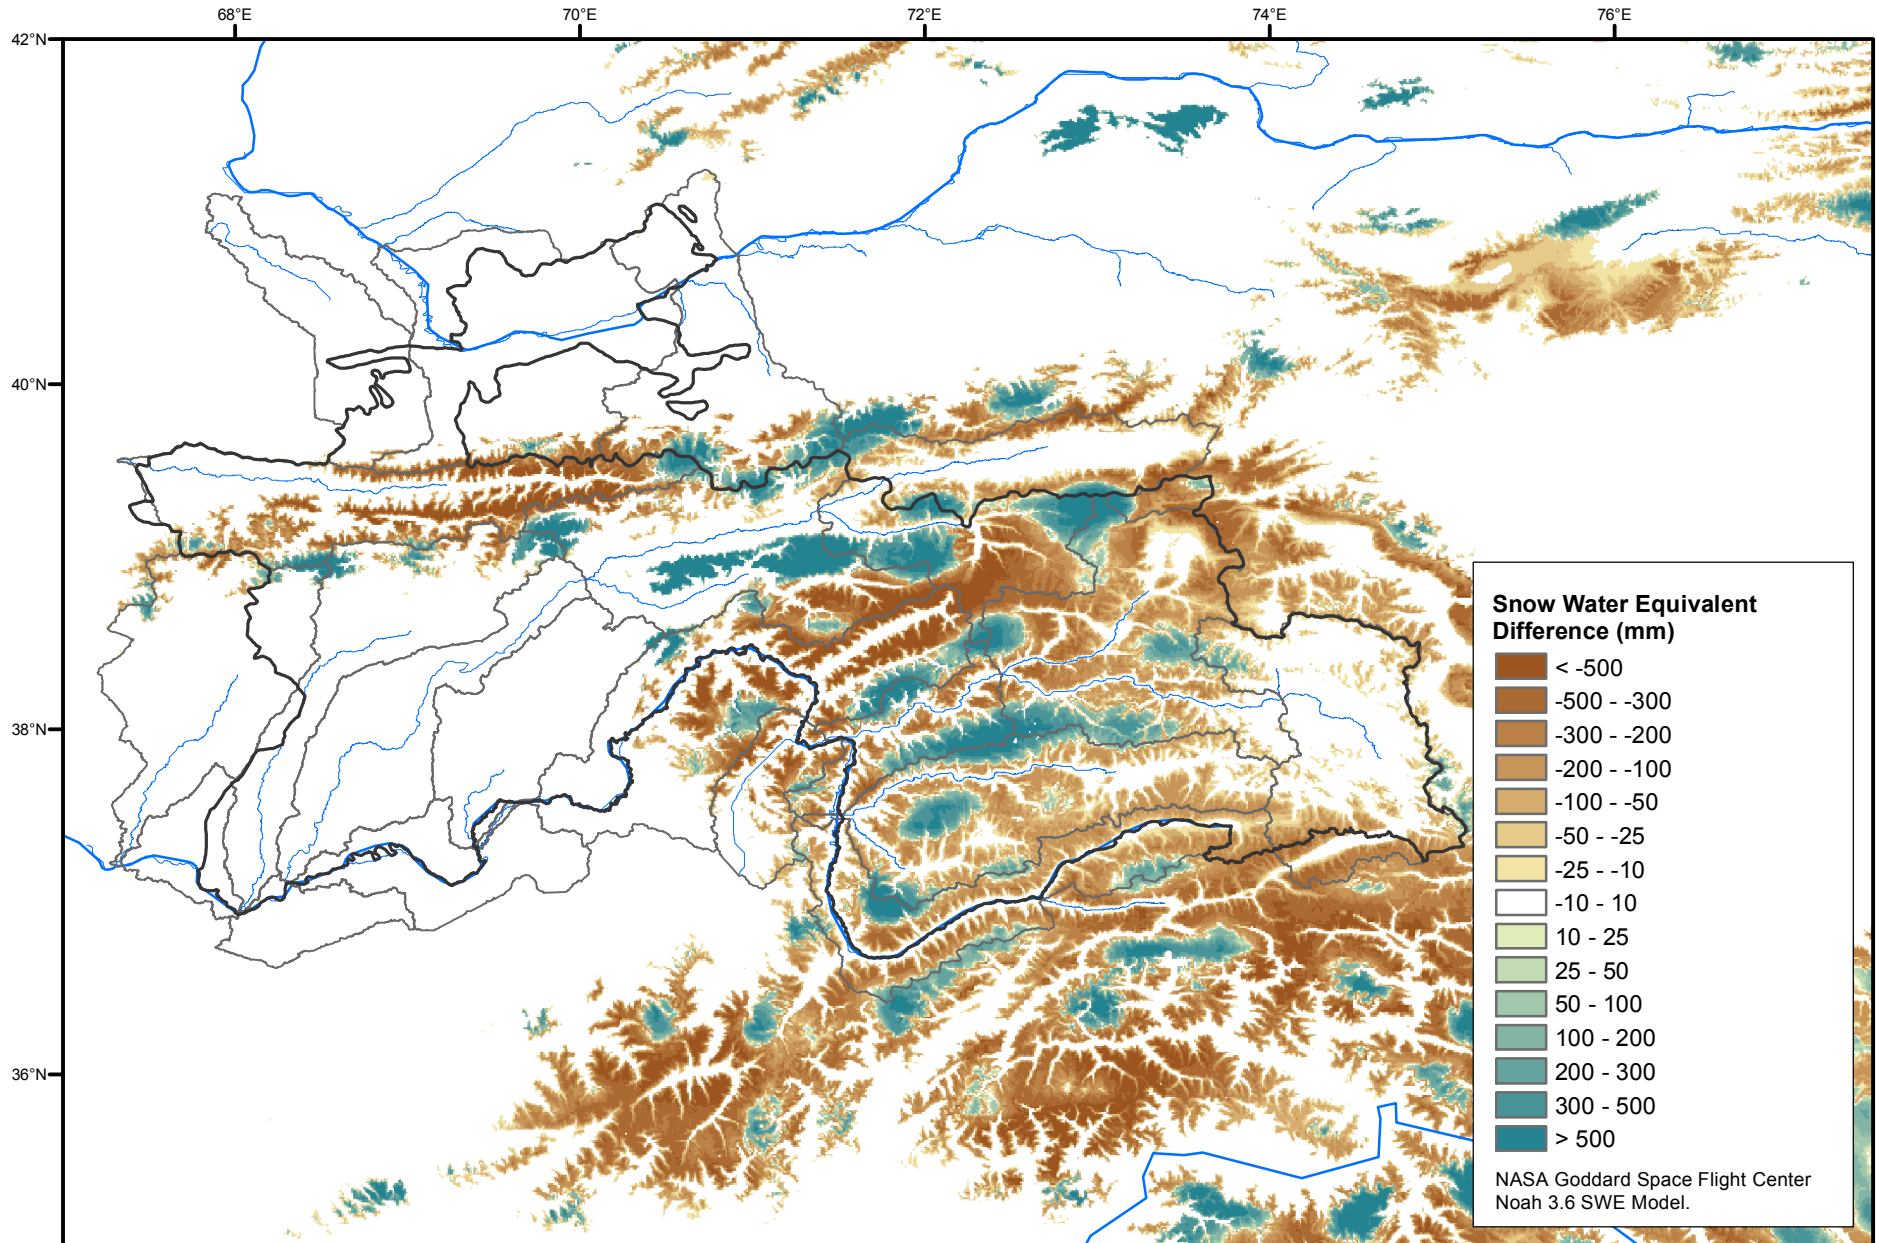 68°E 70°E 72°E 74°E 76°E
42°N
40°N
38°N
36°N
Snow Water Equivalent
Difference (mm)
< -500
-500 - -300
-300 - -200
-200 - -100
-100 - -50
-50 - -25
-25 - -10
-10 - 10
10 - 25
25 - 50
50 - 100
100 - 200
200 - 300
300 - 500
> 500
NASA Goddard Space Flight Center
Noah 3.6 SWE Model.